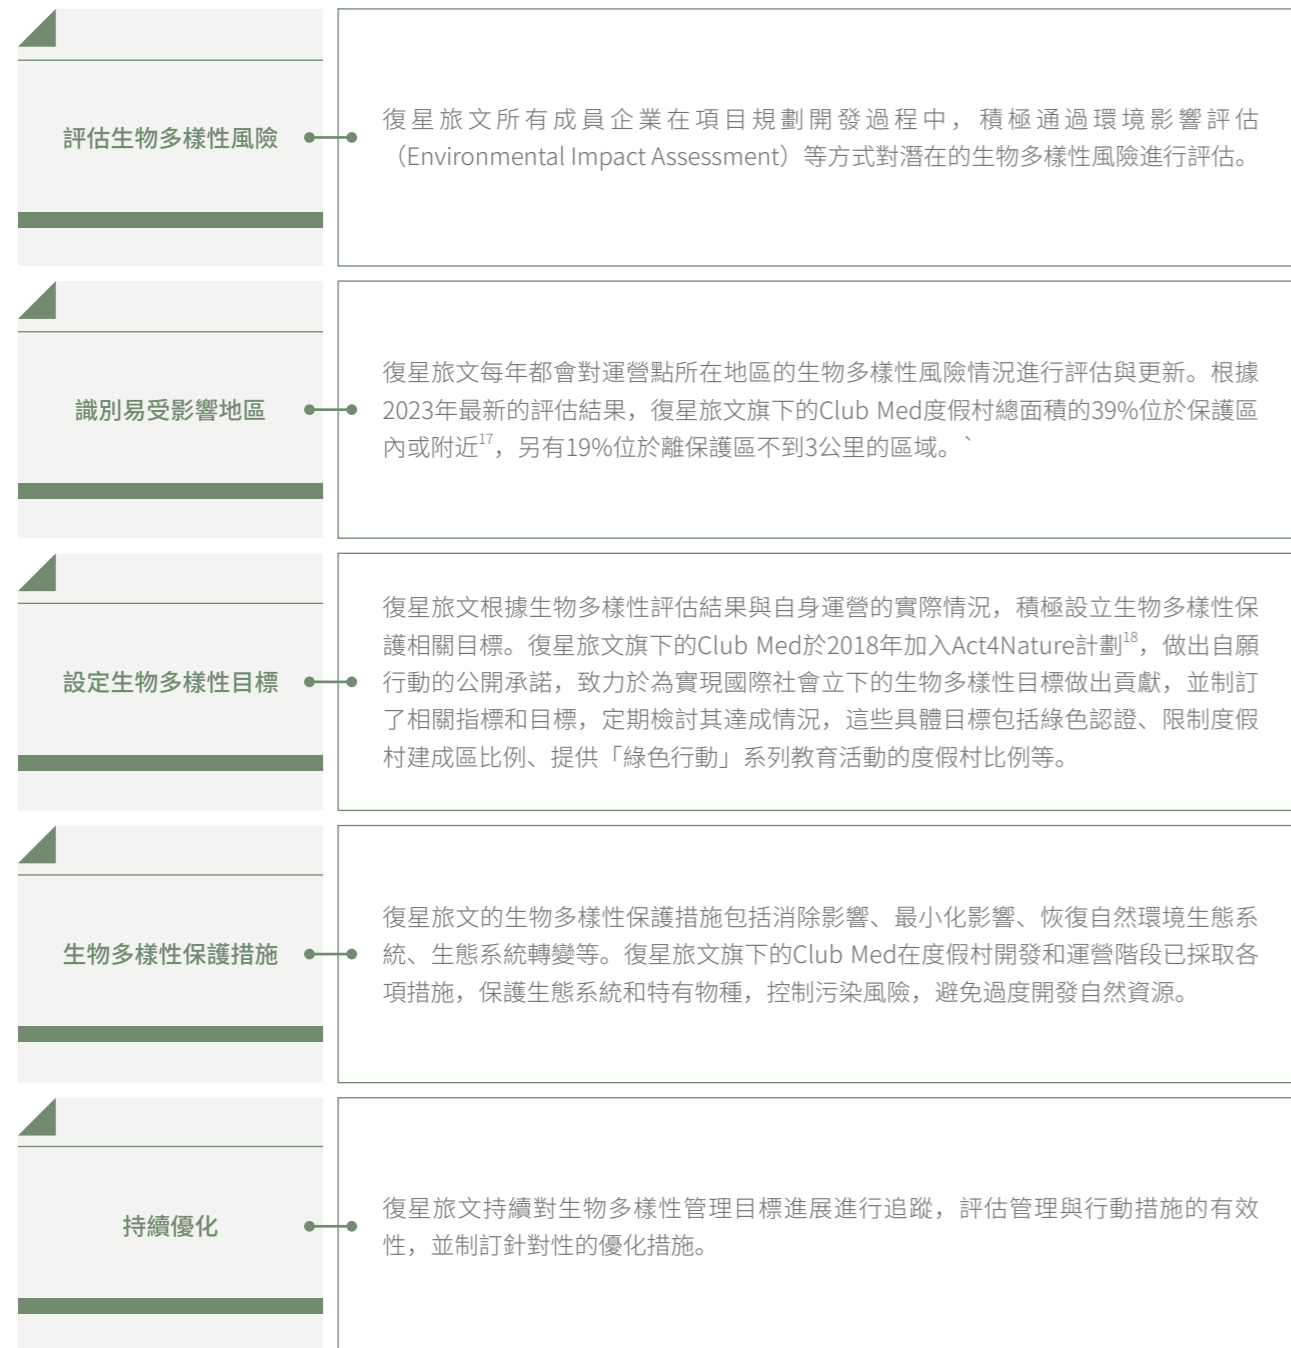 評估生物多樣性風險
復星旅文所有成員企業在項目規劃開發過程中，積極通過環境影響評估
（Environmental Impact Assessment）等方式對潛在的生物多樣性風險進行評估。
識別易受影響地區
復星旅文每年都會對運營點所在地區的生物多樣性風險情況進行評估與更新。根據
2023年最新的評估結果，復星旅文旗下的Club Med度假村總面積的39%位於保護區
內或附近17，另有19%位於離保護區不到3公里的區域。`
設定生物多樣性目標
復星旅文根據生物多樣性評估結果與自身運營的實際情況，積極設立生物多樣性保
護相關目標。復星旅文旗下的Club Med於2018年加入Act4Nature計劃18，做出自願
行動的公開承諾，致力於為實現國際社會立下的生物多樣性目標做出貢獻，並制訂
了相關指標和目標，定期檢討其達成情況，這些具體目標包括綠色認證、限制度假
村建成區比例、提供「綠色行動」系列教育活動的度假村比例等。
生物多樣性保護措施
復星旅文的生物多樣性保護措施包括消除影響、最小化影響、恢復自然環境生態系
統、生態系統轉變等。復星旅文旗下的Club Med在度假村開發和運營階段已採取各
項措施，保護生態系統和特有物種，控制污染風險，避免過度開發自然資源。
持續優化
復星旅文持續對生物多樣性管理目標進展進行追蹤，評估管理與行動措施的有效
性，並制訂針對性的優化措施。